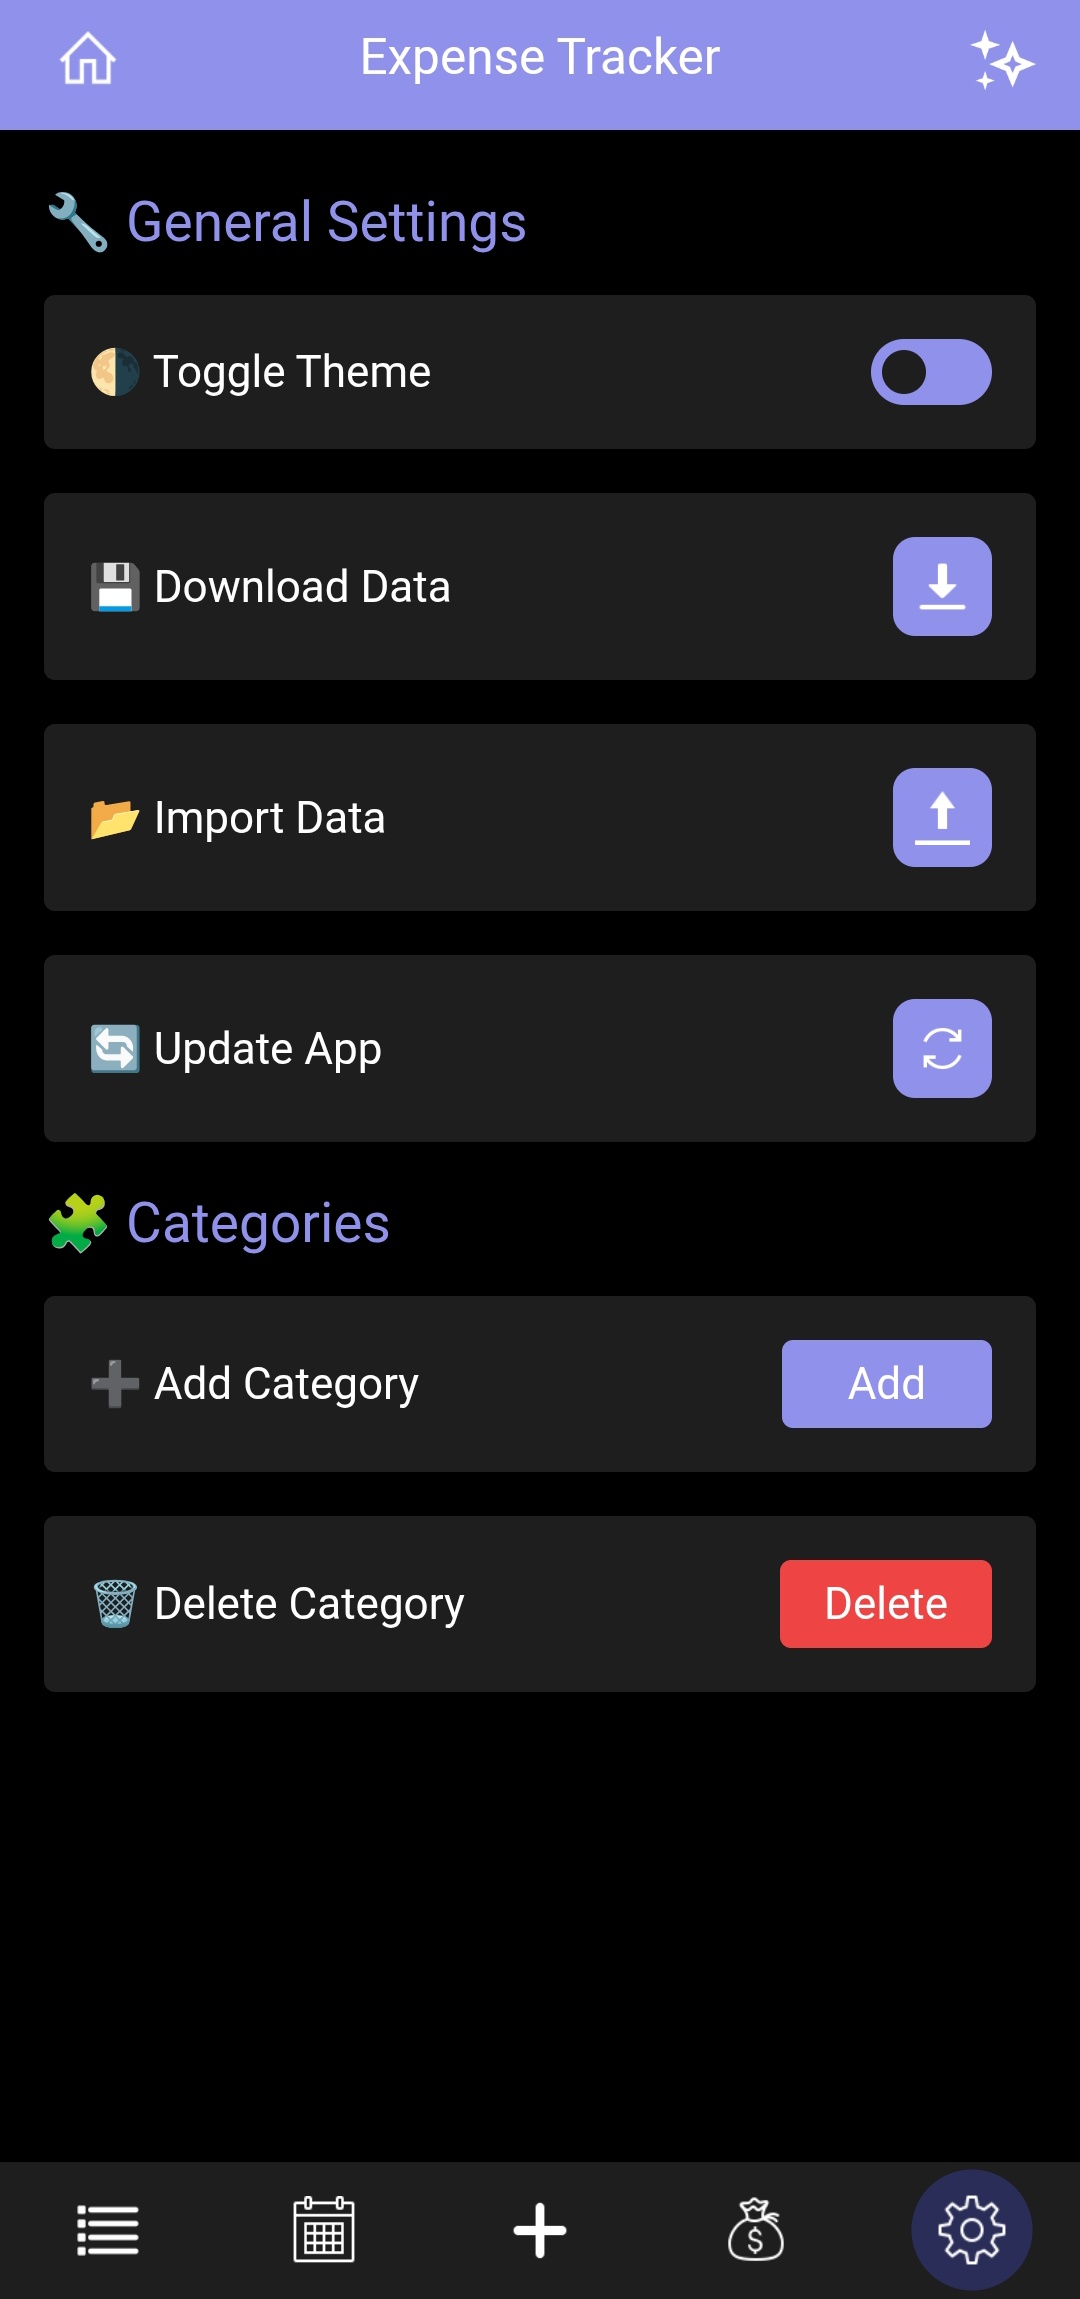 Expense Tracker
General Settings
Toggle Theme
Download Data
Import Data
Update App
Categories
Add Category
Add
Delete Category
Delete